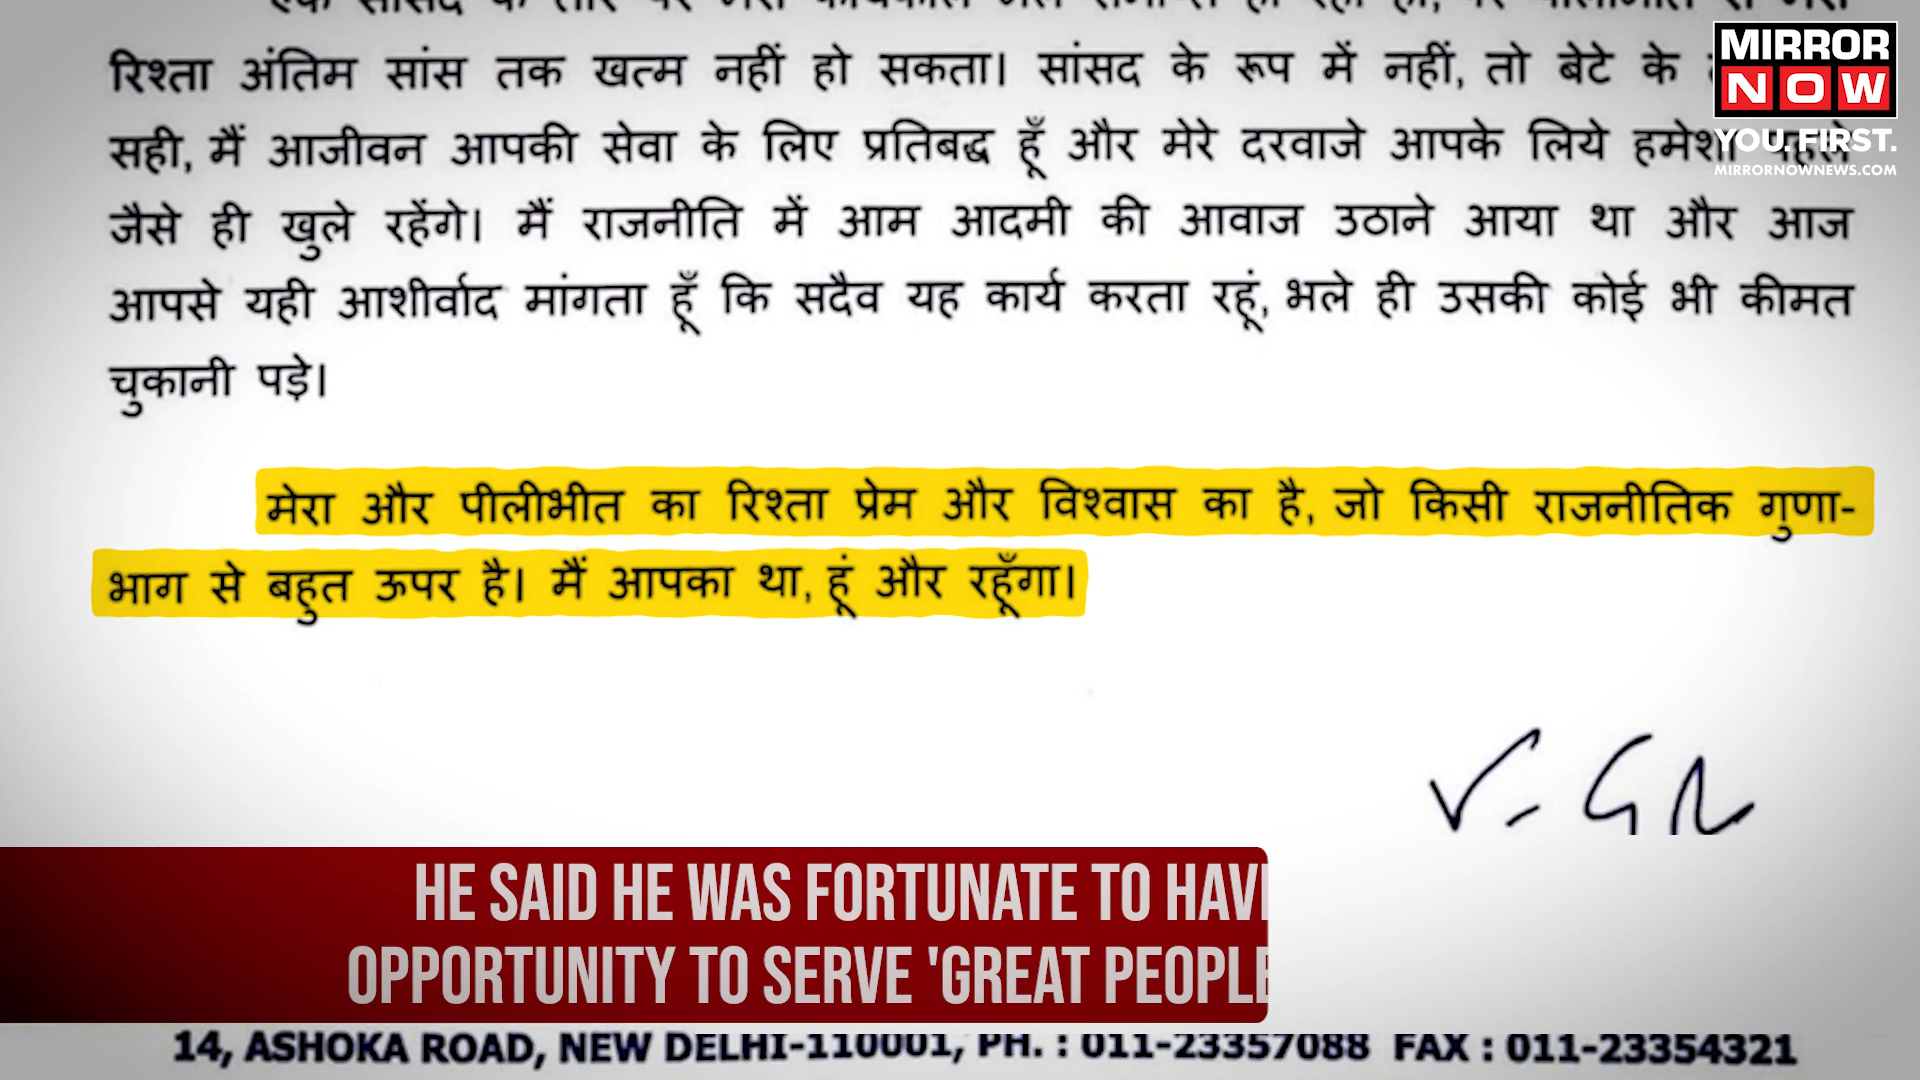 रिश्ता अंतिम सांस तक खत्म नहीं हो सकता। सांसद के रूप में नहीं, तो बेटे के
सही, मैं आजीवन आपकी सेवा के लिए प्रतिबद्ध हूँ और मेरे दरवाजे आपके लिये हमेशा पहले
जैसे ही खुले रहेंगे। मैं राजनीति में आम आदमी की आवाज उठाने आया था और आज
आपसे यही आशीर्वाद मांगता हूँ कि सदैव यह कार्य करता रहूं, भले ही उसकी कोई भी कीमत
चुकानी पड़े।
मेरा और पीलीभीत का रिश्ता प्रेम और विश्वास का है, जो किसी राजनीतिक गुणा-
भाग से बहुत ऊपर है। मैं आपका था, हूं और रहूँगा।
MIRROR
NOW
YOU. FIRST.
MIRRORNOWNEWS.COM
HE SAID HE WAS FORTUNATE TO
OPPORTUNITY TO SERVE 'GREAT PEOPLE
14, ASHOKA ROAD, NEW DELHI-110001, PH. : 011-23357088 FAX : 011-23354321